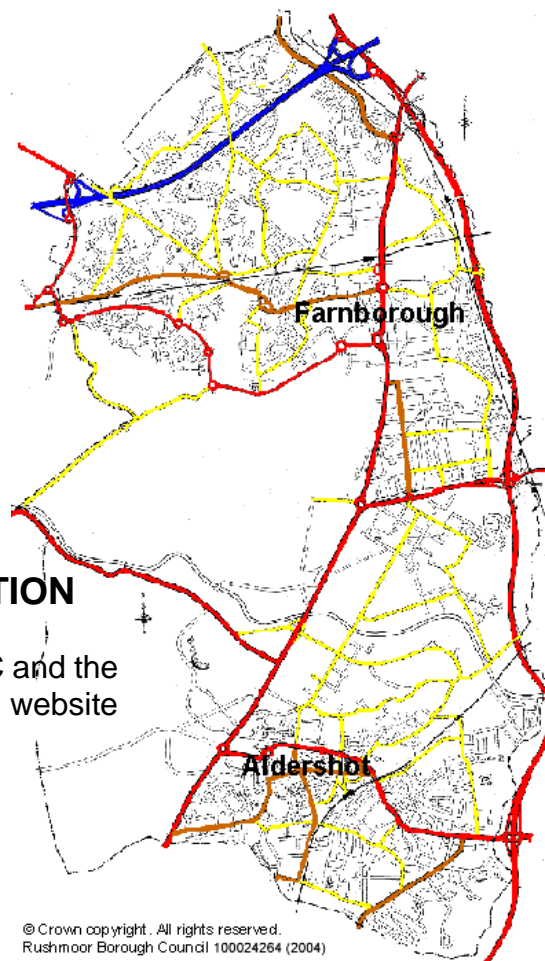 Farnborough
TION
C and the
website
Aldershot
© Crown copyright. All rights reserved.
Rushmoor Borough Council 100024264 (2004)